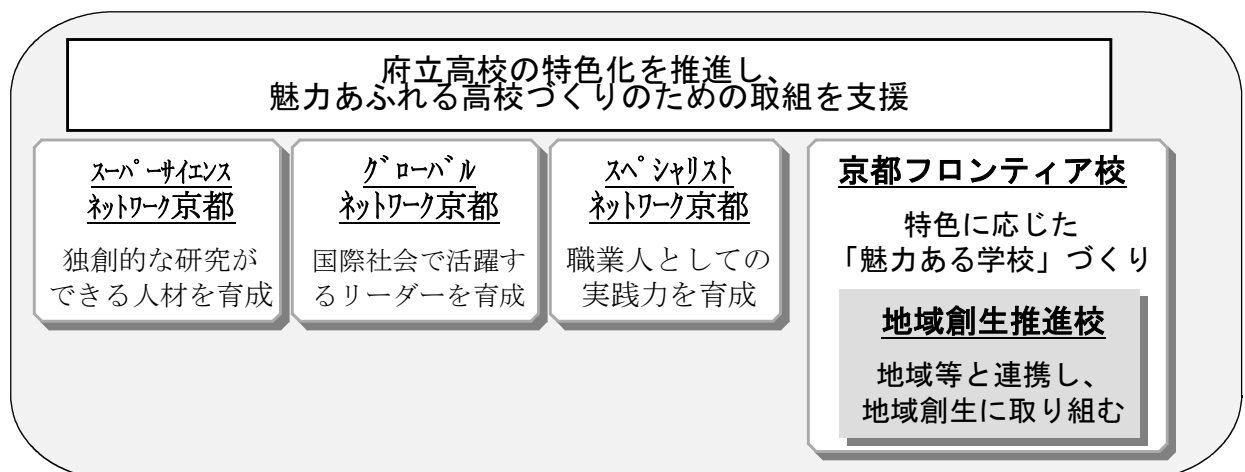 府立高校の特色化を推進し、
魅力あふれる高校づくりのための取組を支援
スーパーサイエンス
ネットワーク京都
独創的な研究が
できる人材を育成
グローバル
ネットワーク京都
国際社会で活躍す
るリーダーを育成
スペシャリスト
ネットワーク京都
職業人としての
実践力を育成
京都フロンティア校
特色に応じた
「魅力ある学校」づくり
地域創生推進校
地域等と連携し、
地域創生に取り組む